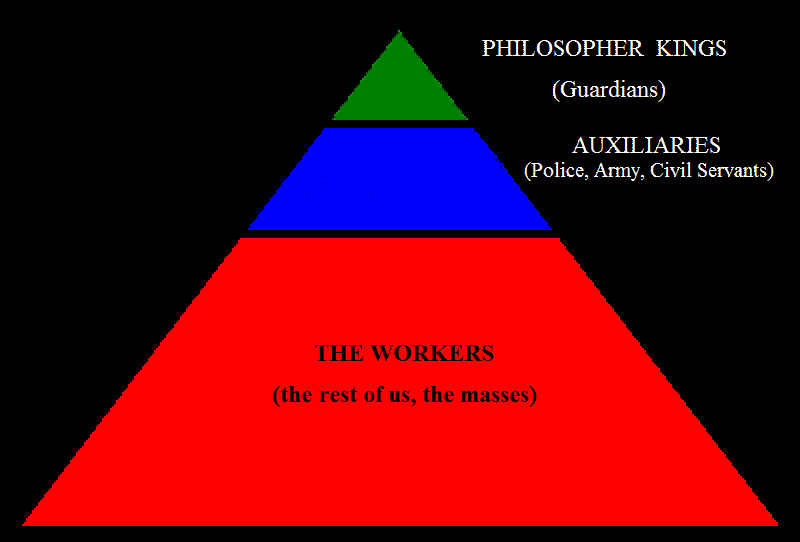 PHILOSOPHER KINGS
(Guardians)
AUXILIARIES
(Police, Army, Civil Servants)
THE WORKERS
(the rest of us, the masses)